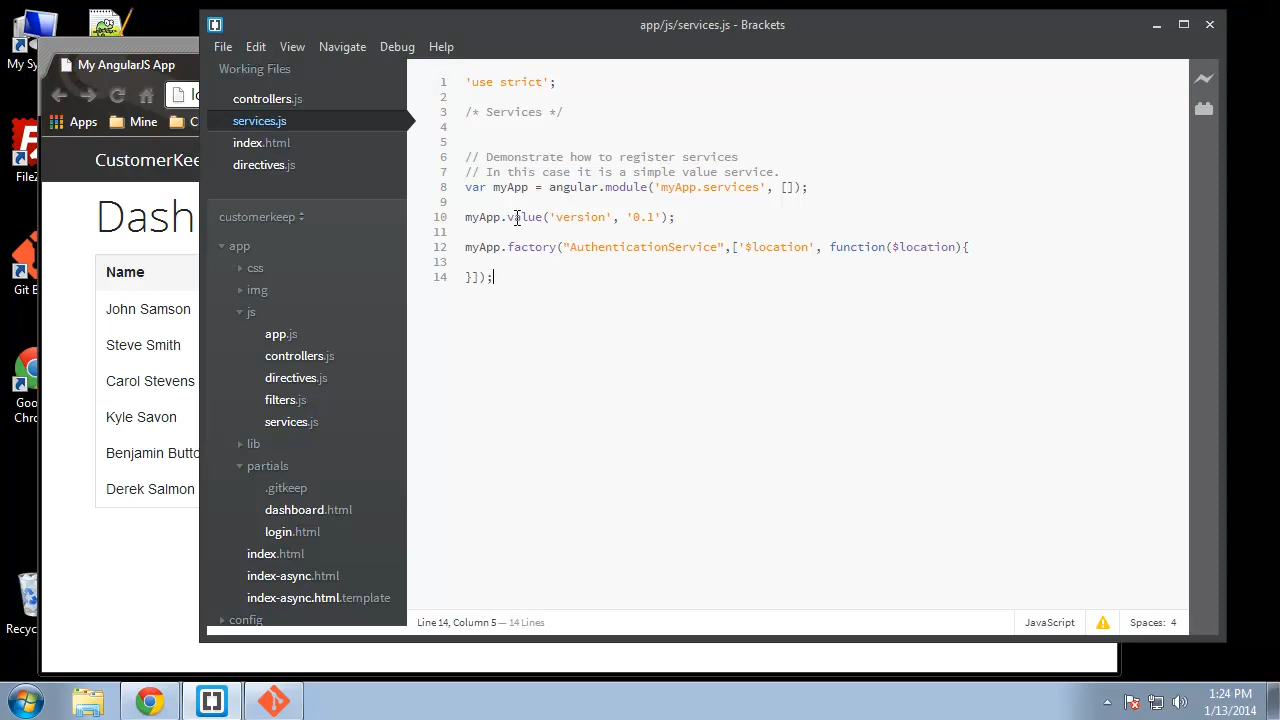 app/js/services.js - Brackets
File Edit View Navigate Debug Help
Working Files
controllers.js
services.js
index.html
directives.js
customerkeep
app
css
img
js
app.js
controllers.js
directives.js
filters.js
services.js
lib
partials
.gitkeep
dashboard.html
login.html
index.html
index-async.html
index-async.html.template
config
1 'use strict';
2
3 /* Services */
4
5
6 // Demonstrate how to register services
7 // In this case it is a simple value service.
8 var myApp = angular.module('myApp.services', []);
9
10 myApp.value('version', '0.1');
11
12 myApp.factory("AuthenticationService",['$location', function($location){
13
14 }]);
Line 14, Column 5 — 14 Lines
JavaScript
Spaces: 4
My AngularJS App
Apps Mine
CustomerKee
Dash
Name
John Samson
Steve Smith
Carol Stevens
Kyle Savon
Benjamin Butto
Derek Salmon
My Sy
Git B
Goo
Chro
Recyc
1:24 PM
1/13/2014